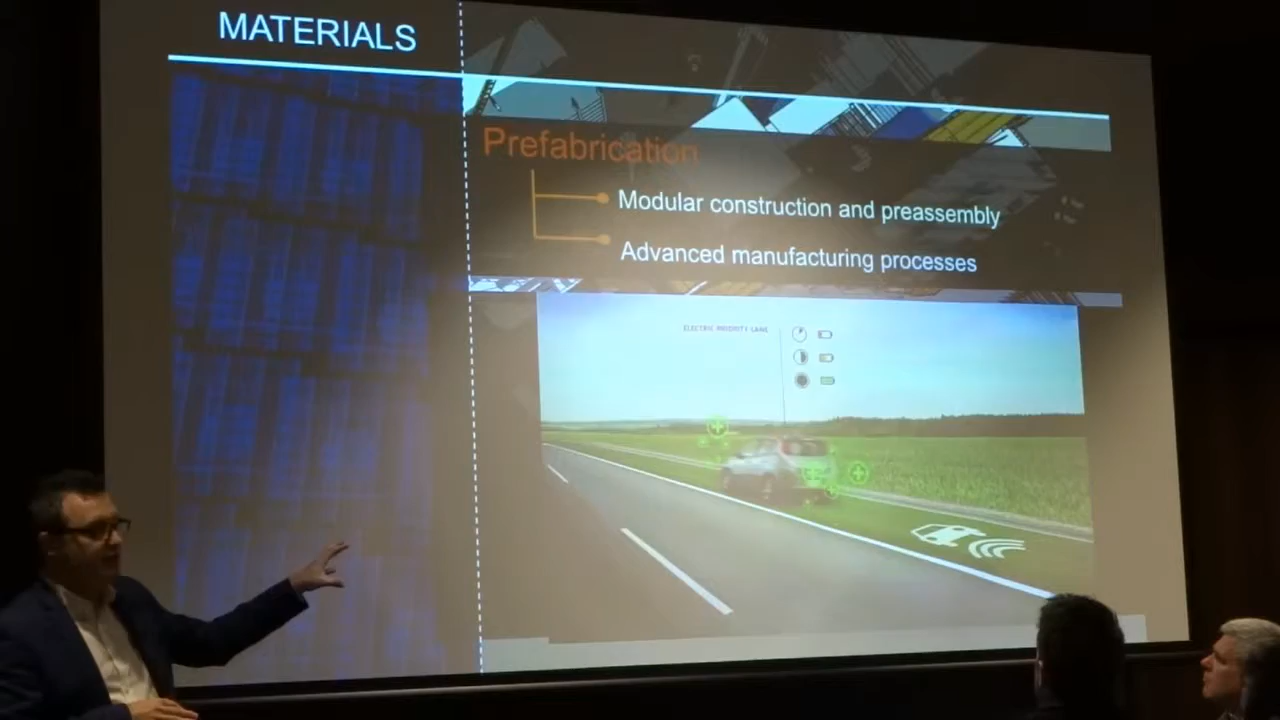 MATERIALS
Prefabrication
Modular construction and preassembly
Advanced manufacturing processes
ELECTRIC PRIORITY LANE